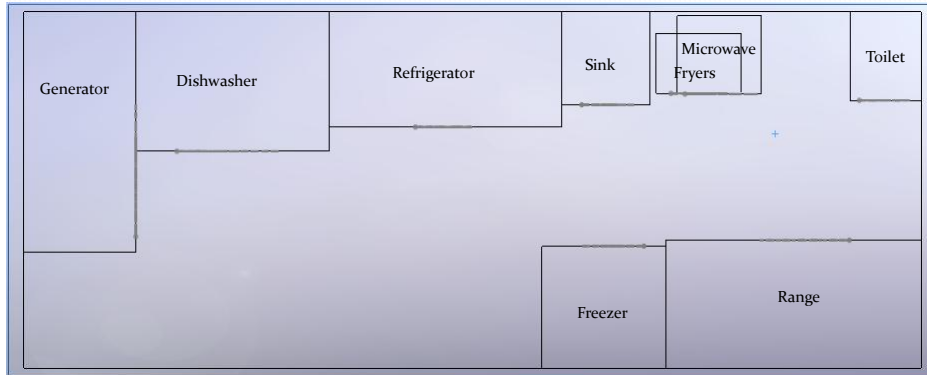 Generator
Dishwasher
Refrigerator
Sink
Microwave
Fryers
Toilet
Freezer
Range